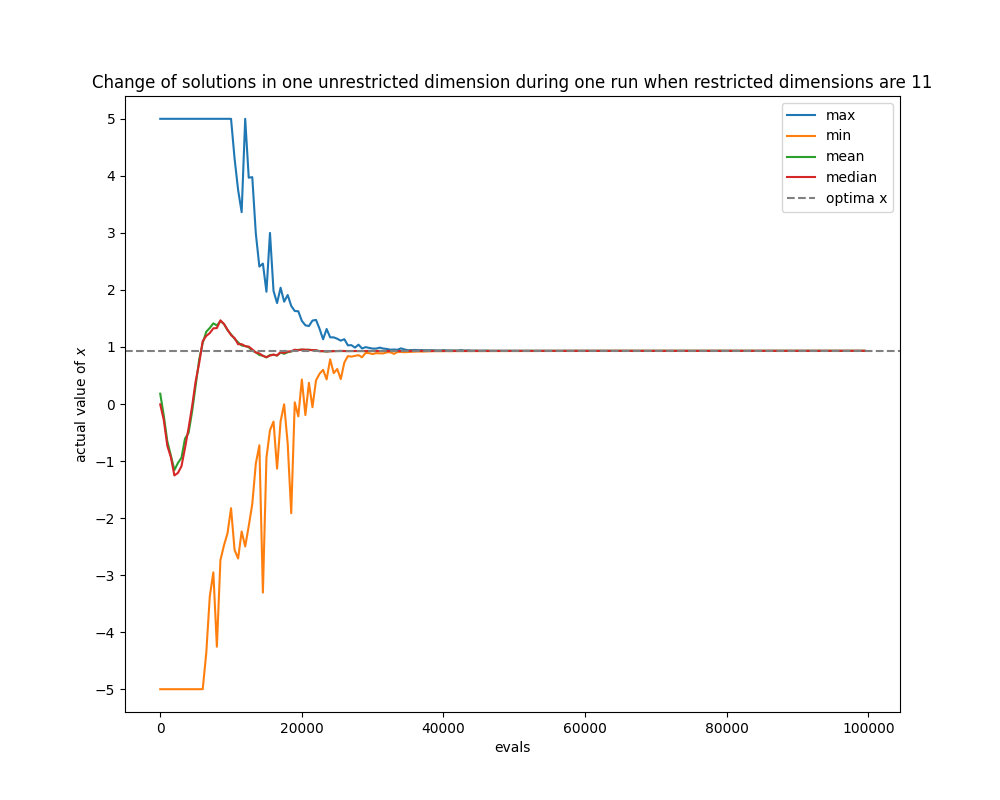 Change of solutions in one unrestricted dimension during one run when restricted dimensions are 11
max
min
mean
median
optima x
5
4
3
2
1
0
−1
−2
−3
−4
−5
actual value of x
0 20000 40000 60000 80000 100000
evals